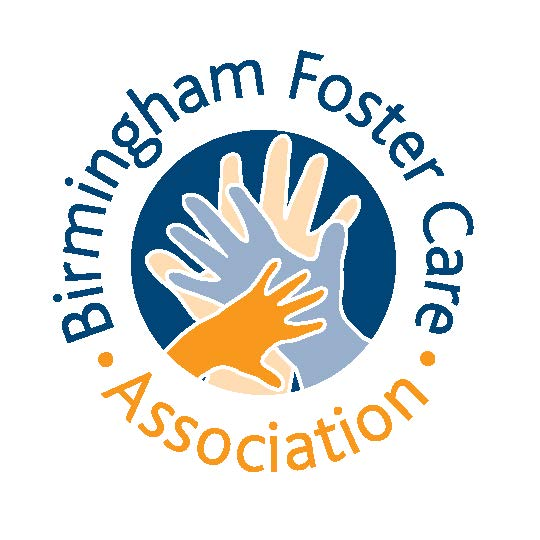 Birmingham Foster Care
• Association •